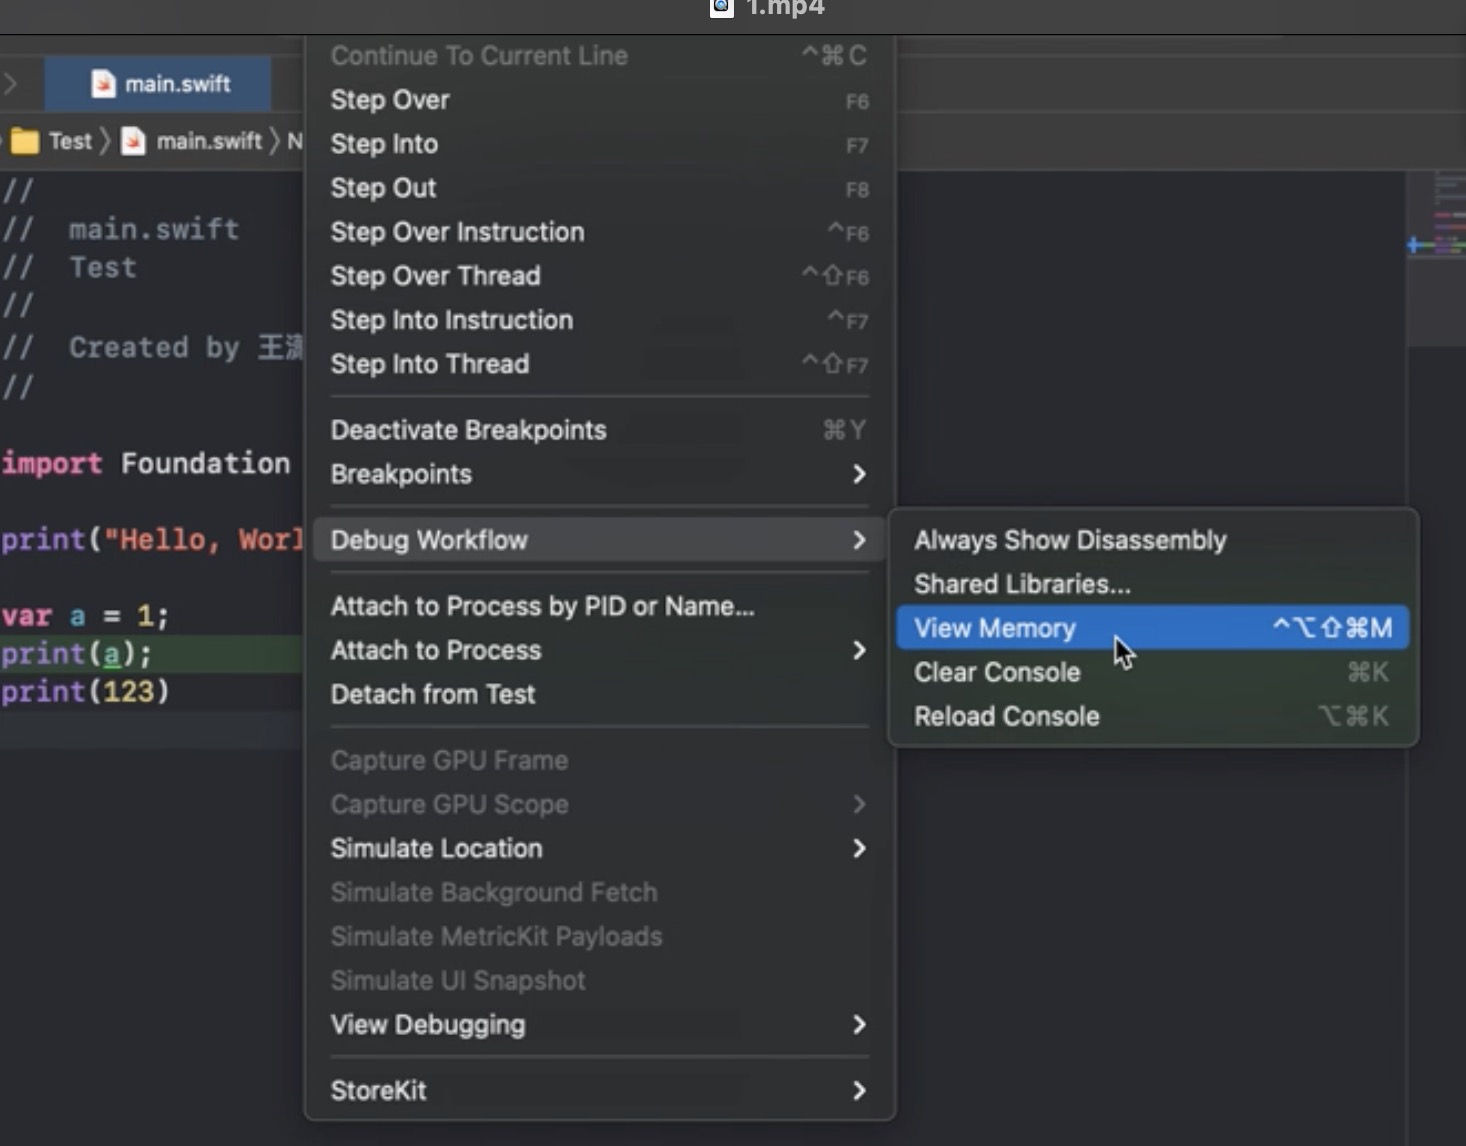 1.mp4
main.swift
Test 〉 main.swift 〉 N
//
// main.swift
// Test
//
// Created by 王
//
import Foundation
print("Hello, Worl
var a = 1;
print(a);
print(123)
Continue To Current Line ^⌘C
Step Over F6
Step Into F7
Step Out F8
Step Over Instruction ^F6
Step Over Thread ^⇧F6
Step Into Instruction ^F7
Step Into Thread ^⇧F7
Deactivate Breakpoints ⌘Y
Breakpoints
Debug Workflow
Attach to Process by PID or Name...
Attach to Process
Detach from Test
Capture GPU Frame
Capture GPU Scope
Simulate Location
Simulate Background Fetch
Simulate MetricKit Payloads
Simulate UI Snapshot
View Debugging
StoreKit
Always Show Disassembly
Shared Libraries...
View Memory ^⌥⇧⌘M
Clear Console ⌘K
Reload Console ⌥⌘K